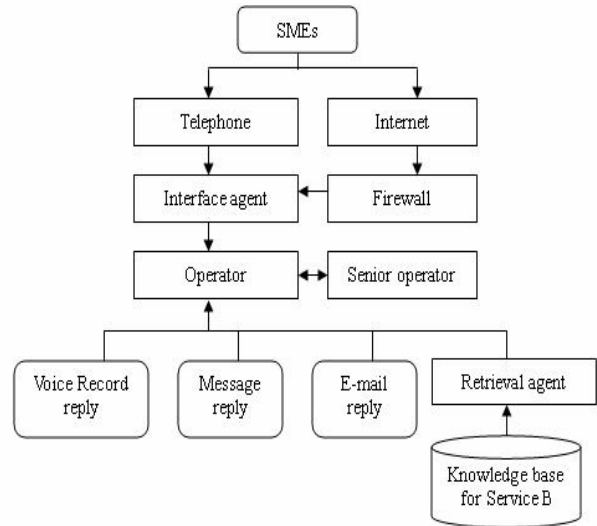 SMEs
Telephone
Internet
Interface agent
Firewall
Operator
Senior operator
Voice Record
reply
Message
reply
E-mail
reply
Retrieval agent
Knowledge base
for Service B